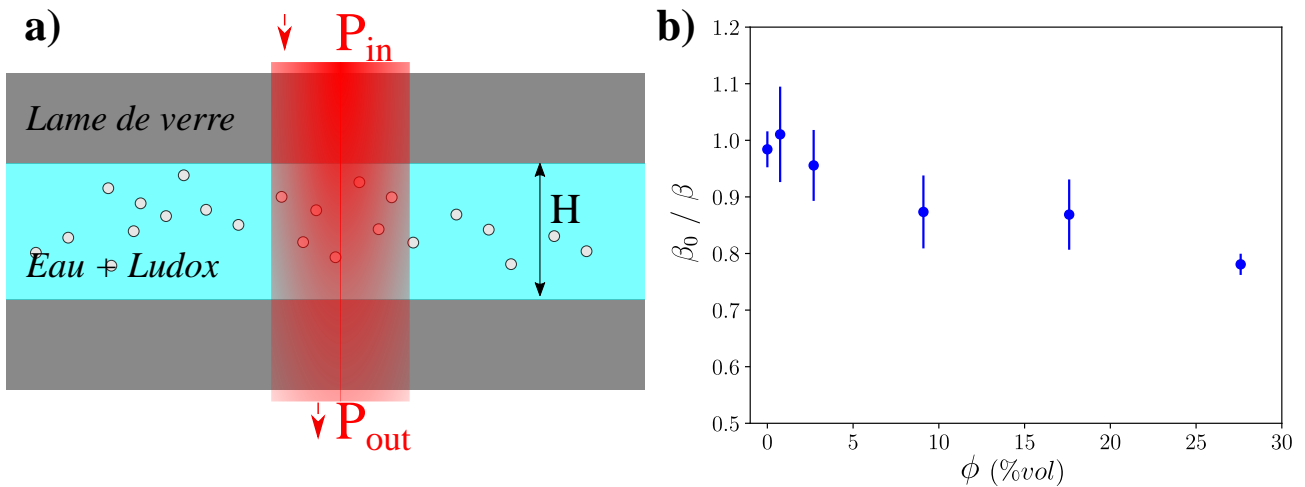 a)
P_in
Lame de verre
H
Eau + Ludox
P_out
b)
1.2
1.1
1.0
0.9
0.8
0.7
0.6
0.5
β₀ / β
0
5
10
15
20
25
30
ϕ (%vol)